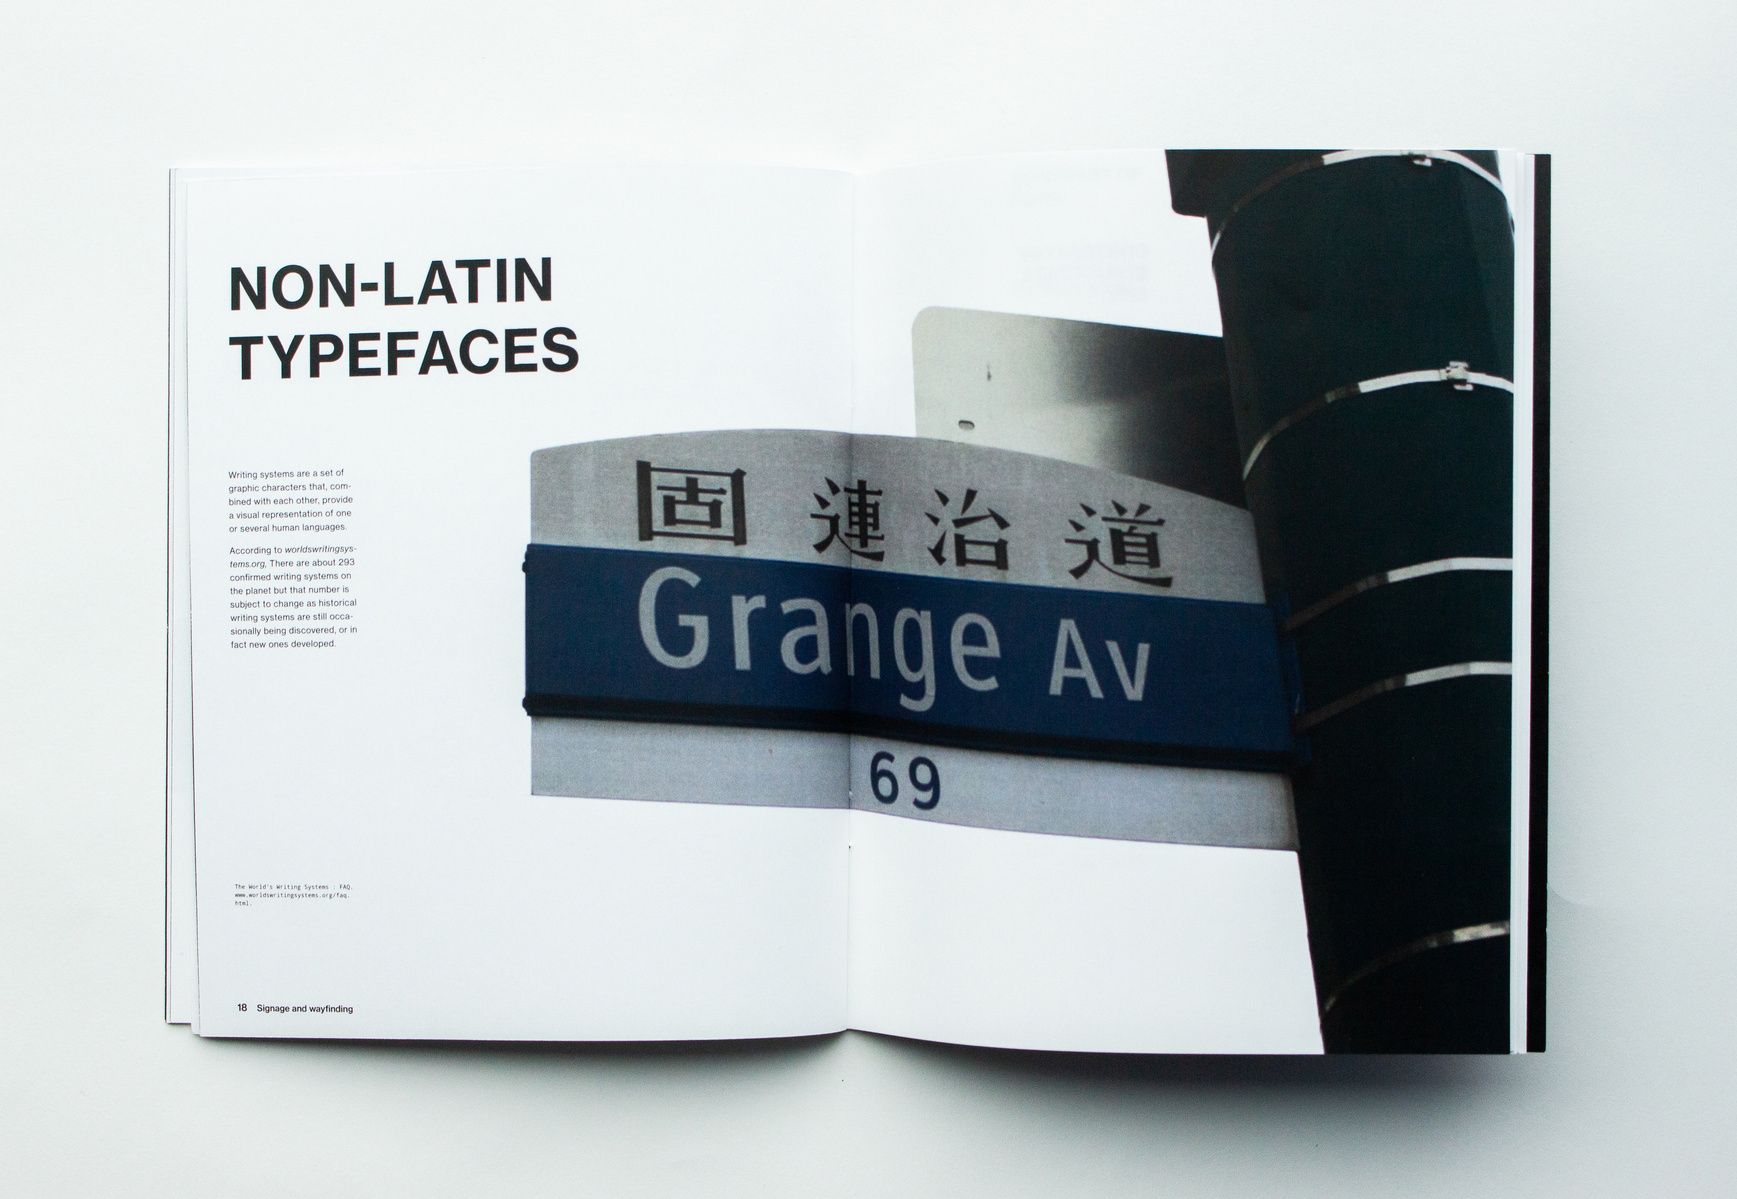 NON-LATIN
TYPEFACES
Writing systems are a set of
graphic characters that, com-
bined with each other, provide
a visual representation of one
or several human languages.
According to worldswritingsys-
tems.org, There are about 293
confirmed writing systems on
the planet but that number is
subject to change as historical
writing systems are still occa-
sionally being discovered, or in
fact new ones developed.
The World's Writing Systems : FAQ.
www.worldswritingsystems.org/faq.
html.
18 Signage and wayfinding
固連治道
Grange Av
69